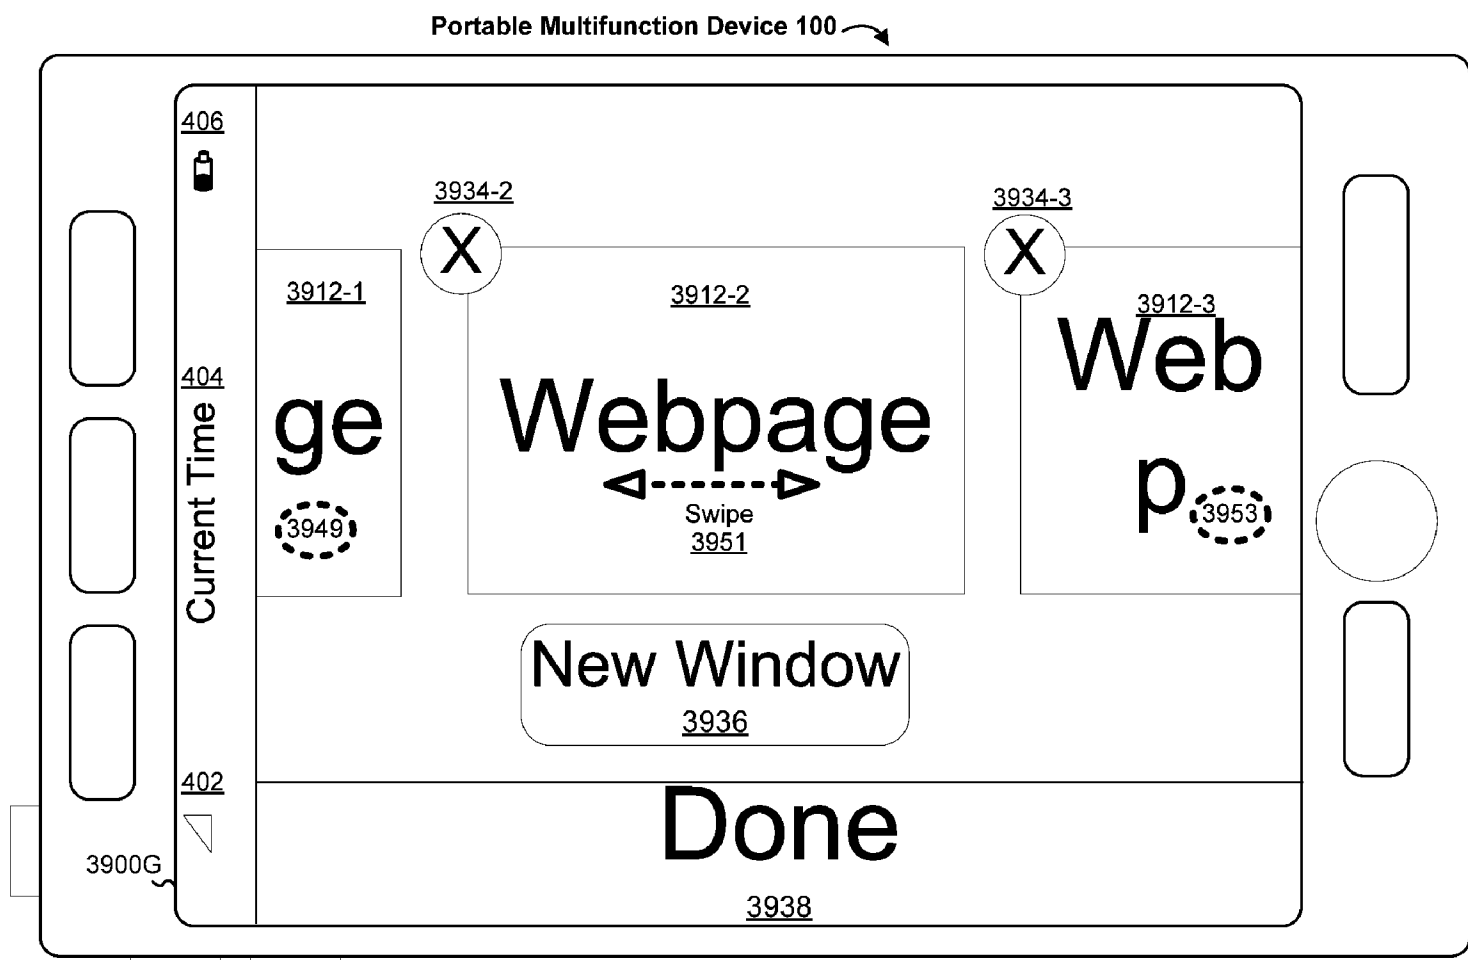 Portable Multifunction Device 100
406
404
Current Time
402
3900G
3934-2
X
3934-3
X
3912-1
ge
3949
3912-2
Webpage
Swipe
3951
3912-3
Web
p
3953
New Window
3936
Done
3938